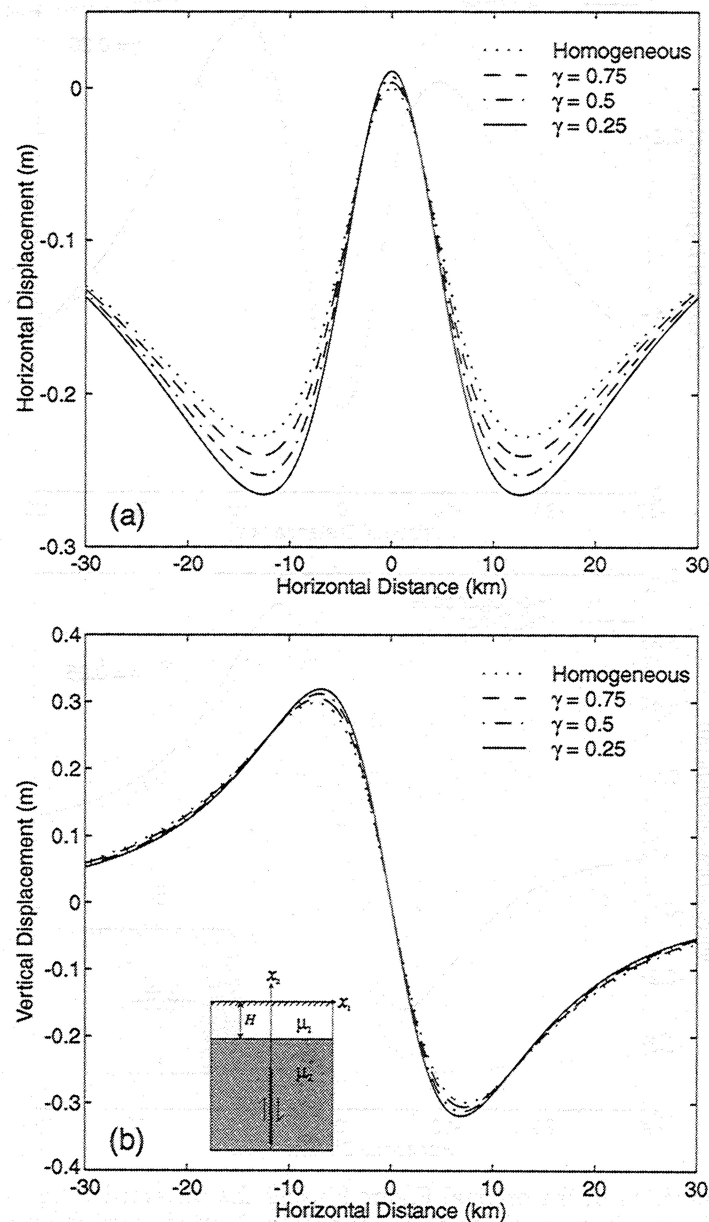 Homogeneous
γ = 0.75
γ = 0.5
γ = 0.25
0
-0.1
-0.2
-0.3
Horizontal Displacement (m)
(a)
-30 -20 -10 0 10 20 30
Horizontal Distance (km)
Homogeneous
γ = 0.75
γ = 0.5
γ = 0.25
0.4
0.3
0.2
0.1
0
-0.1
-0.2
-0.3
-0.4
Vertical Displacement (m)
x₂
x₁
H
μ₁
μ₂
(b)
-30 -20 -10 0 10 20 30
Horizontal Distance (km)